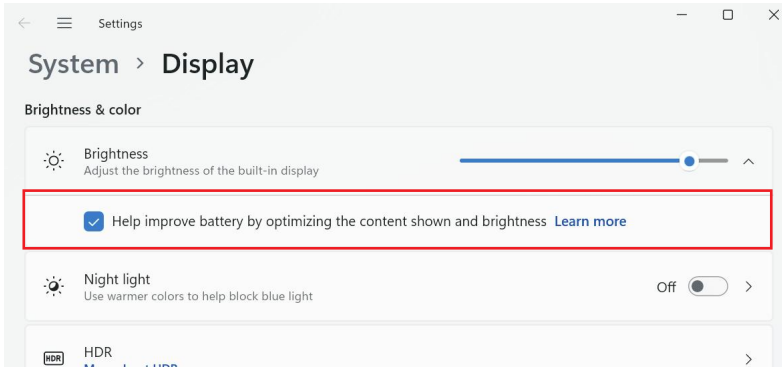 Settings
System > Display
Brightness & color
Brightness
Adjust the brightness of the built-in display
Help improve battery by optimizing the content shown and brightness Learn more
Night light
Use warmer colors to help block blue light
Off
HDR
HDR